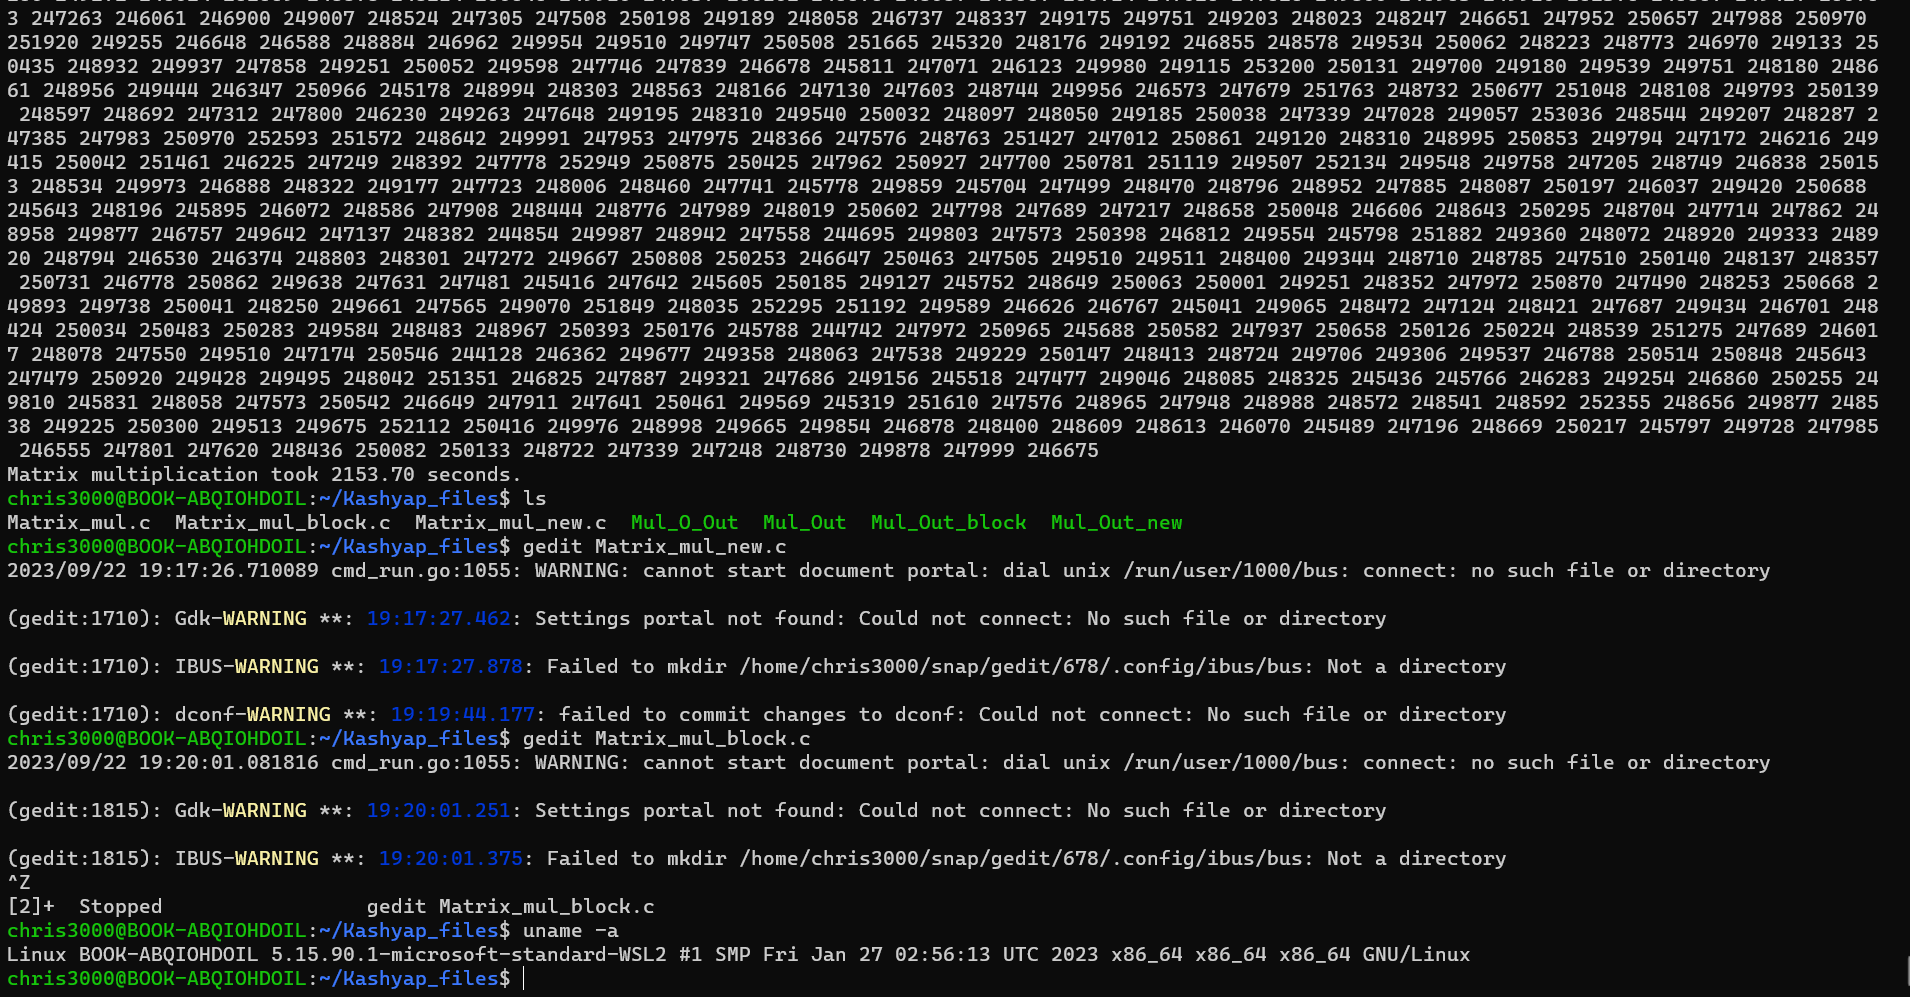 3 247263 246061 246900 249007 248524 247305 247508 250198 249189 248058 246737 248337 249175 249751 249203 248023 248247 246651 247952 250657 247988 250970
251920 249255 246648 246588 248884 246962 249954 249510 249747 250508 251665 245320 248176 249192 246855 248578 249534 250062 248223 248773 246970 249133 25
0435 248932 249937 247858 249251 250052 249598 247746 247839 246678 245811 247071 246123 249980 249115 253200 250131 249700 249180 249539 249751 248180 2486
61 248956 249444 246347 250966 245178 248994 248303 248563 248166 247130 247603 248744 249956 246573 247679 251763 248732 250677 251048 248108 249793 250139
248597 248692 247312 247800 246230 249263 247648 249195 248310 249540 250032 248097 248050 249185 250038 247339 247028 249057 253036 248544 249207 248287 2
47385 247983 250970 252593 251572 248642 249991 247953 247975 248366 247576 248763 251427 247012 250861 249120 248310 248995 250853 249794 247172 246216 249
415 250042 251461 246225 247249 248392 247778 252949 250875 250425 247962 250927 247700 250781 251119 249507 252134 249548 249758 247205 248749 246838 25015
3 248534 249973 246888 248322 249177 247723 248006 248460 247741 245778 249859 245704 247499 248470 248796 248952 247885 248087 250197 246037 249420 250688
245643 248196 245895 246072 248586 247908 248444 248776 247989 248019 250602 247798 247689 247217 248658 250048 246606 248643 250295 248704 247714 247862 24
8958 249877 246757 249642 247137 248382 244854 249987 248942 247558 244695 249803 247573 250398 246812 249554 245798 251882 249360 248072 248920 249333 2489
20 248794 246530 246374 248803 248301 247272 249667 250808 250253 246647 250463 247505 249510 249511 248400 249344 248710 248785 247510 250140 248137 248357
250731 246778 250862 249638 247631 247481 245416 247642 245605 250185 249127 245752 248649 250063 250001 249251 248352 247972 250870 247490 248253 250668 2
49893 249738 250041 248250 249661 247565 249070 251849 248035 252295 251192 249589 246626 246767 245041 249065 248472 247124 248421 247687 249434 246701 248
424 250034 250483 250283 249584 248483 248967 250393 250176 245788 244742 247972 250965 245688 250582 247937 250658 250126 250224 248539 251275 247689 24601
7 248078 247550 249510 247174 250546 244128 246362 249677 249358 248063 247538 249229 250147 248413 248724 249706 249306 249537 246788 250514 250848 245643
247479 250920 249428 249495 248042 251351 246825 247887 249321 247686 249156 245518 247477 249046 248085 248325 245436 245766 246283 249254 246860 250255 24
9810 245831 248058 247573 250542 246649 247911 247641 250461 249569 245319 251610 247576 248965 247948 248988 248572 248541 248592 252355 248656 249877 2485
38 249225 250300 249513 249675 252112 250416 249976 248998 249665 249854 246878 248400 248609 248613 246070 245489 247196 248669 250217 245797 249728 247985
246555 247801 247620 248436 250082 250133 248722 247339 247248 248730 249878 247999 246675
Matrix multiplication took 2153.70 seconds.
chris3000@BOOK-ABQIOHDOIL:~/Kashyap_files$ ls
Matrix_mul.c  Matrix_mul_block.c  Matrix_mul_new.c  Mul_O_Out  Mul_Out  Mul_Out_block  Mul_Out_new
chris3000@BOOK-ABQIOHDOIL:~/Kashyap_files$ gedit Matrix_mul_new.c
2023/09/22 19:17:26.710089 cmd_run.go:1055: WARNING: cannot start document portal: dial unix /run/user/1000/bus: connect: no such file or directory
(gedit:1710): Gdk-WARNING **: 19:17:27.462: Settings portal not found: Could not connect: No such file or directory
(gedit:1710): IBUS-WARNING **: 19:17:27.878: Failed to mkdir /home/chris3000/snap/gedit/678/.config/ibus/bus: Not a directory
(gedit:1710): dconf-WARNING **: 19:19:44.177: failed to commit changes to dconf: Could not connect: No such file or directory
chris3000@BOOK-ABQIOHDOIL:~/Kashyap_files$ gedit Matrix_mul_block.c
2023/09/22 19:20:01.081816 cmd_run.go:1055: WARNING: cannot start document portal: dial unix /run/user/1000/bus: connect: no such file or directory
(gedit:1815): Gdk-WARNING **: 19:20:01.251: Settings portal not found: Could not connect: No such file or directory
(gedit:1815): IBUS-WARNING **: 19:20:01.375: Failed to mkdir /home/chris3000/snap/gedit/678/.config/ibus/bus: Not a directory
^Z
[2]+  Stopped                 gedit Matrix_mul_block.c
chris3000@BOOK-ABQIOHDOIL:~/Kashyap_files$ uname -a
Linux BOOK-ABQIOHDOIL 5.15.90.1-microsoft-standard-WSL2 #1 SMP Fri Jan 27 02:56:13 UTC 2023 x86_64 x86_64 x86_64 GNU/Linux
chris3000@BOOK-ABQIOHDOIL:~/Kashyap_files$